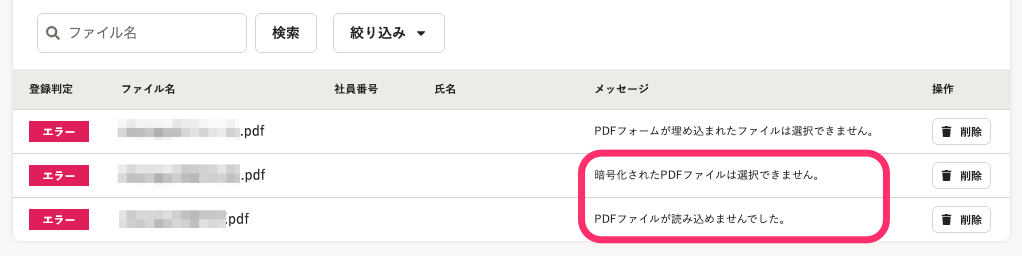 ファイル名 検索 絞り込み
登録判定 ファイル名 社員番号 氏名 メッセージ 操作
エラー .pdf PDFフォームが埋め込まれたファイルは選択できません。 削除
エラー .pdf 暗号化されたPDFファイルは選択できません。 削除
エラー .pdf PDFファイルが読み込めませんでした。 削除